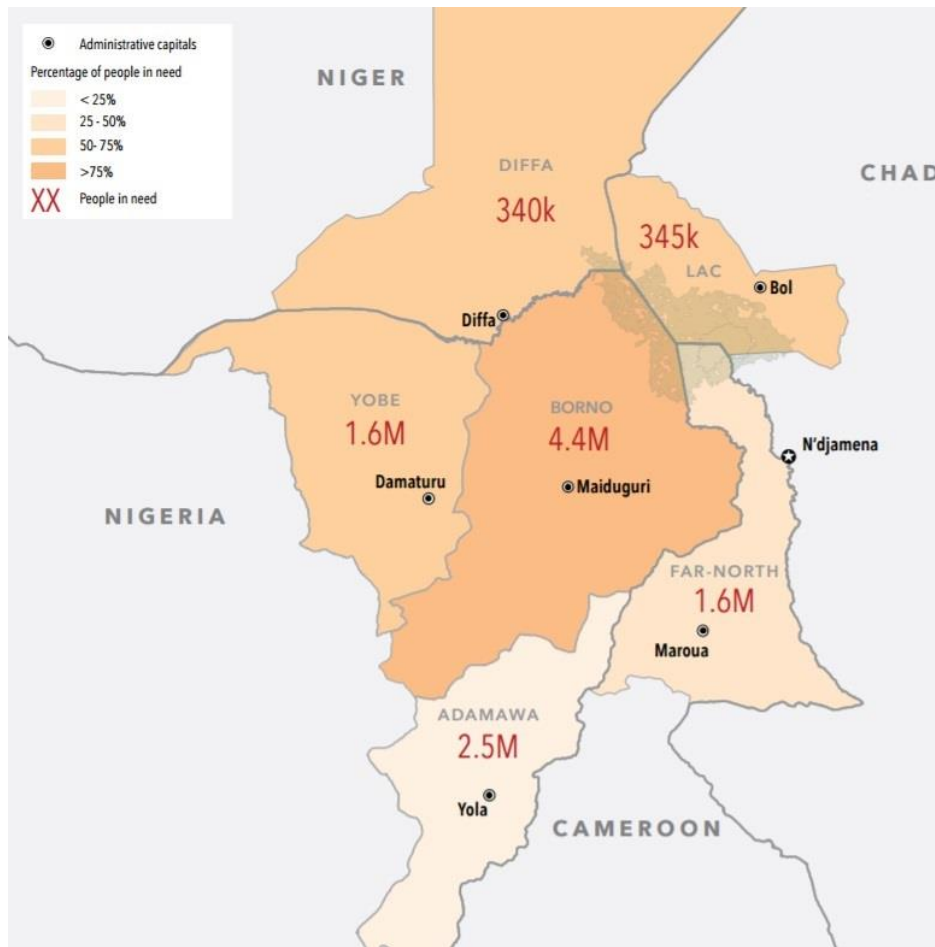 Administrative capitals
Percentage of people in need
< 25%
25 - 50%
50- 75%
>75%
XX People in need
NIGER
CHAD
DIFFA
340k
345k
LAC
Bol
Diffa
YOBE
1.6M
BORNO
4.4M
N'djamena
Damaturu
Maiduguri
NIGERIA
FAR-NORTH
1.6M
Maroua
ADAMAWA
2.5M
Yola
CAMEROON